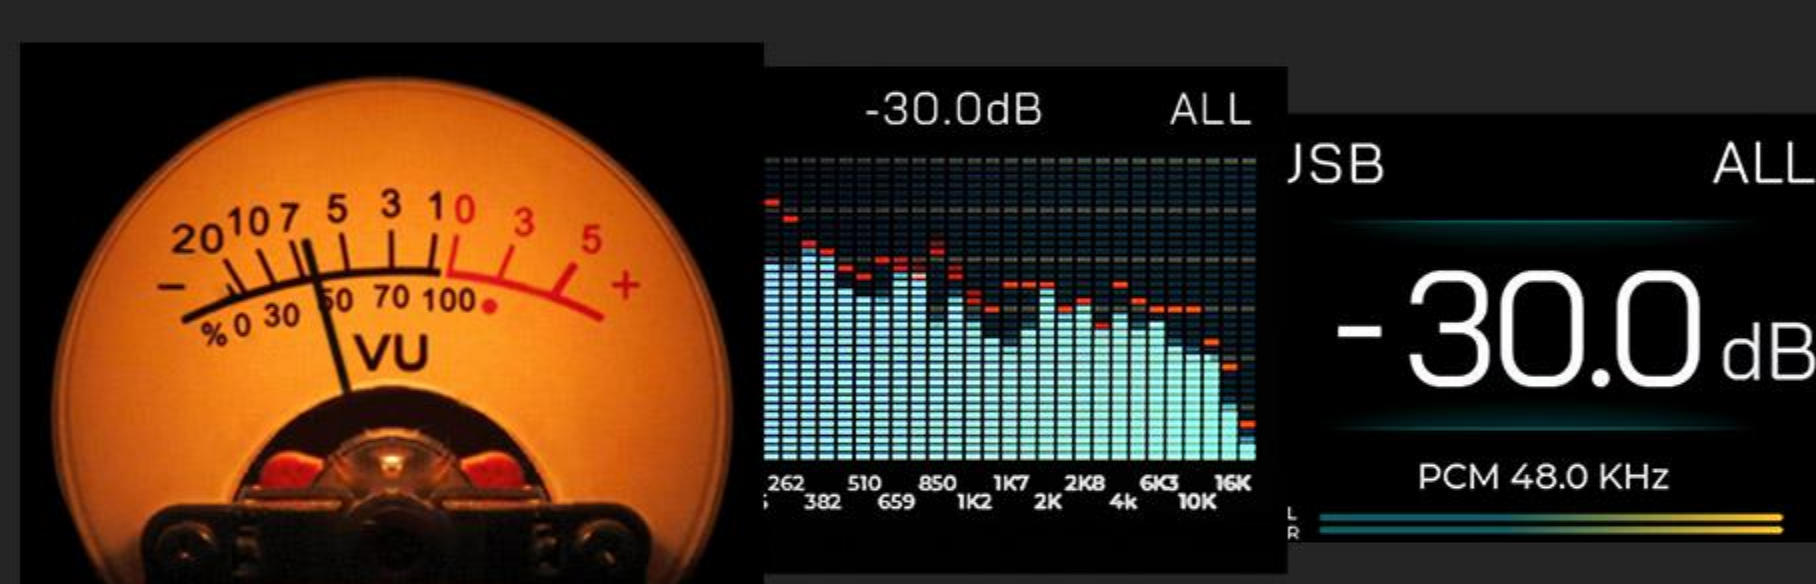 20 10 7 5 3 1 0 3 5
− +
% 0 30 50 70 100
VU
-30.0dB ALL
262 510 850 1K7 2K8 6K3 16K
382 659 1K2 2K 4k 10K
USB ALL
-30.0 dB
PCM 48.0 KHz
L
R